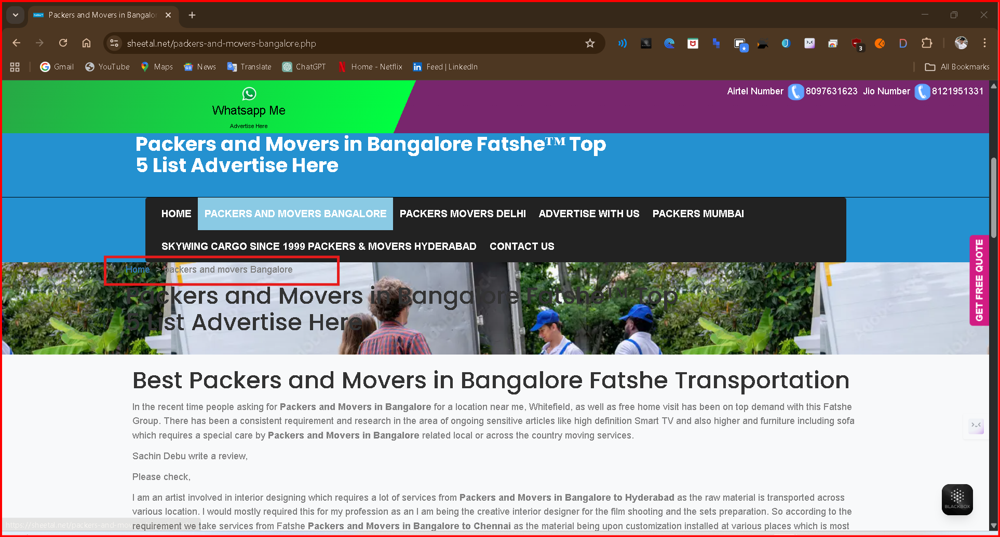 Packers and Movers in Bangalor
sheetal.net/packers-and-movers-bangalore.php
3
Gmail YouTube Maps News Translate ChatGPT Home - Netflix Feed | LinkedIn All Bookmarks
Whatsapp Me
Advertise Here
Airtel Number 8097631623 Jio Number 8121951331
Packers and Movers in Bangalore Fatshe™ Top
5 List Advertise Here
HOME PACKERS AND MOVERS BANGALORE PACKERS MOVERS DELHI ADVERTISE WITH US PACKERS MUMBAI
SKYWING CARGO SINCE 1999 PACKERS & MOVERS HYDERABAD CONTACT US
GET FREE QUOTE
Home > packers and movers Bangalore
Packers and Movers in Bangalore Fatshe™ Top
5 List Advertise Here
Best Packers and Movers in Bangalore Fatshe Transportation
In the recent time people asking for Packers and Movers in Bangalore for a location near me, Whitefield, as well as free home visit has been on top demand with this Fatshe
Group. There has been a consistent requirement and research in the area of ongoing sensitive articles like high definition Smart TV and also higher and furniture including sofa
which requires a special care by Packers and Movers in Bangalore related local or across the country moving services.
Sachin Debu write a review,
Please check,
I am an artist involved in interior designing which requires a lot of services from Packers and Movers in Bangalore to Hyderabad as the raw material is transported across
various location. I would mostly required this for my profession as an I am being the creative interior designer for the film shooting and the sets preparation. So according to the
requirement we take services from Fatshe Packers and Movers in Bangalore to Chennai as the material being upon customization installed at various places which is most
BLACKBOX
https://sheetal.net/packers-and-mov